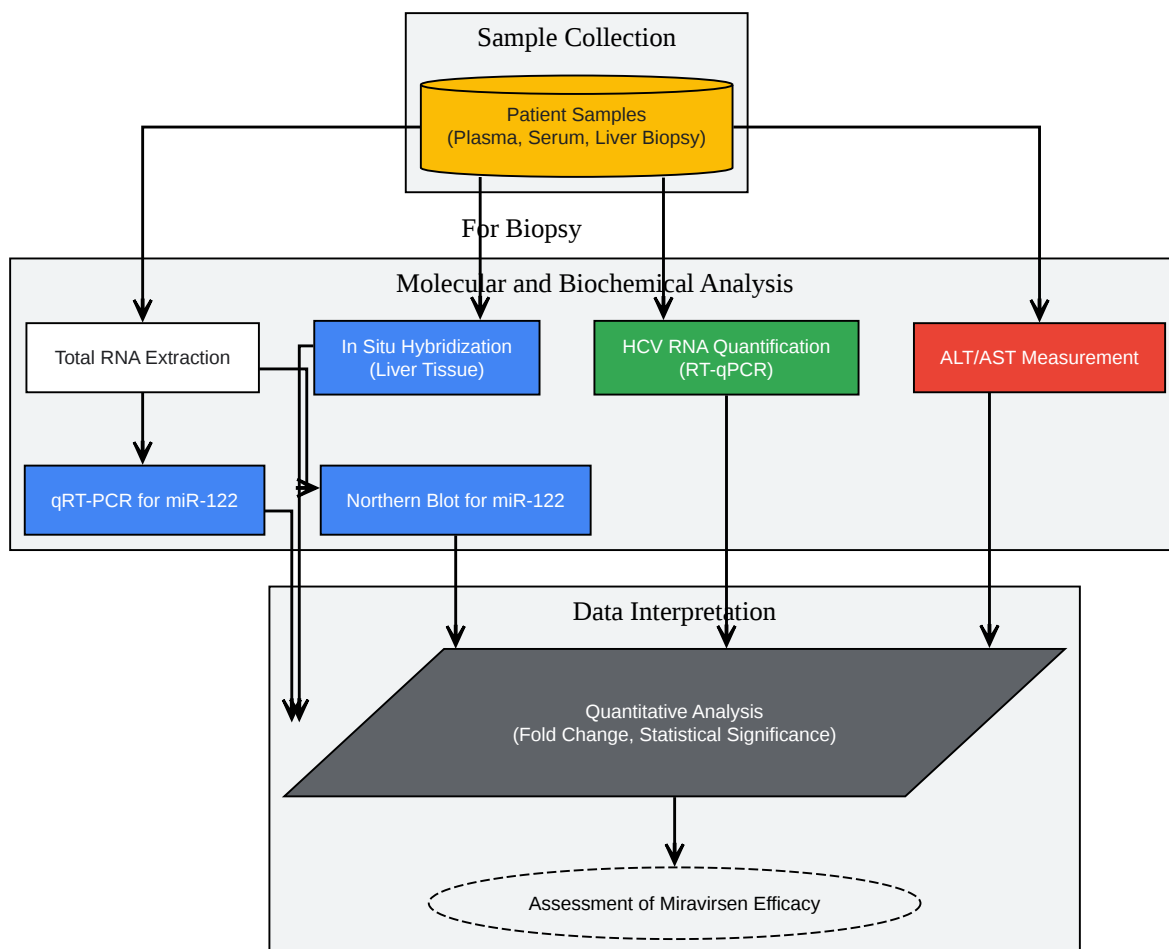 Sample Collection
Patient Samples
(Plasma, Serum, Liver Biopsy)
For Biopsy
Molecular and Biochemical Analysis
Total RNA Extraction
In Situ Hybridization
(Liver Tissue)
HCV RNA Quantification
(RT-qPCR)
ALT/AST Measurement
qRT-PCR for miR-122
Northern Blot for miR-122
Data Interpretation
Quantitative Analysis
(Fold Change, Statistical Significance)
Assessment of Miravirsen Efficacy